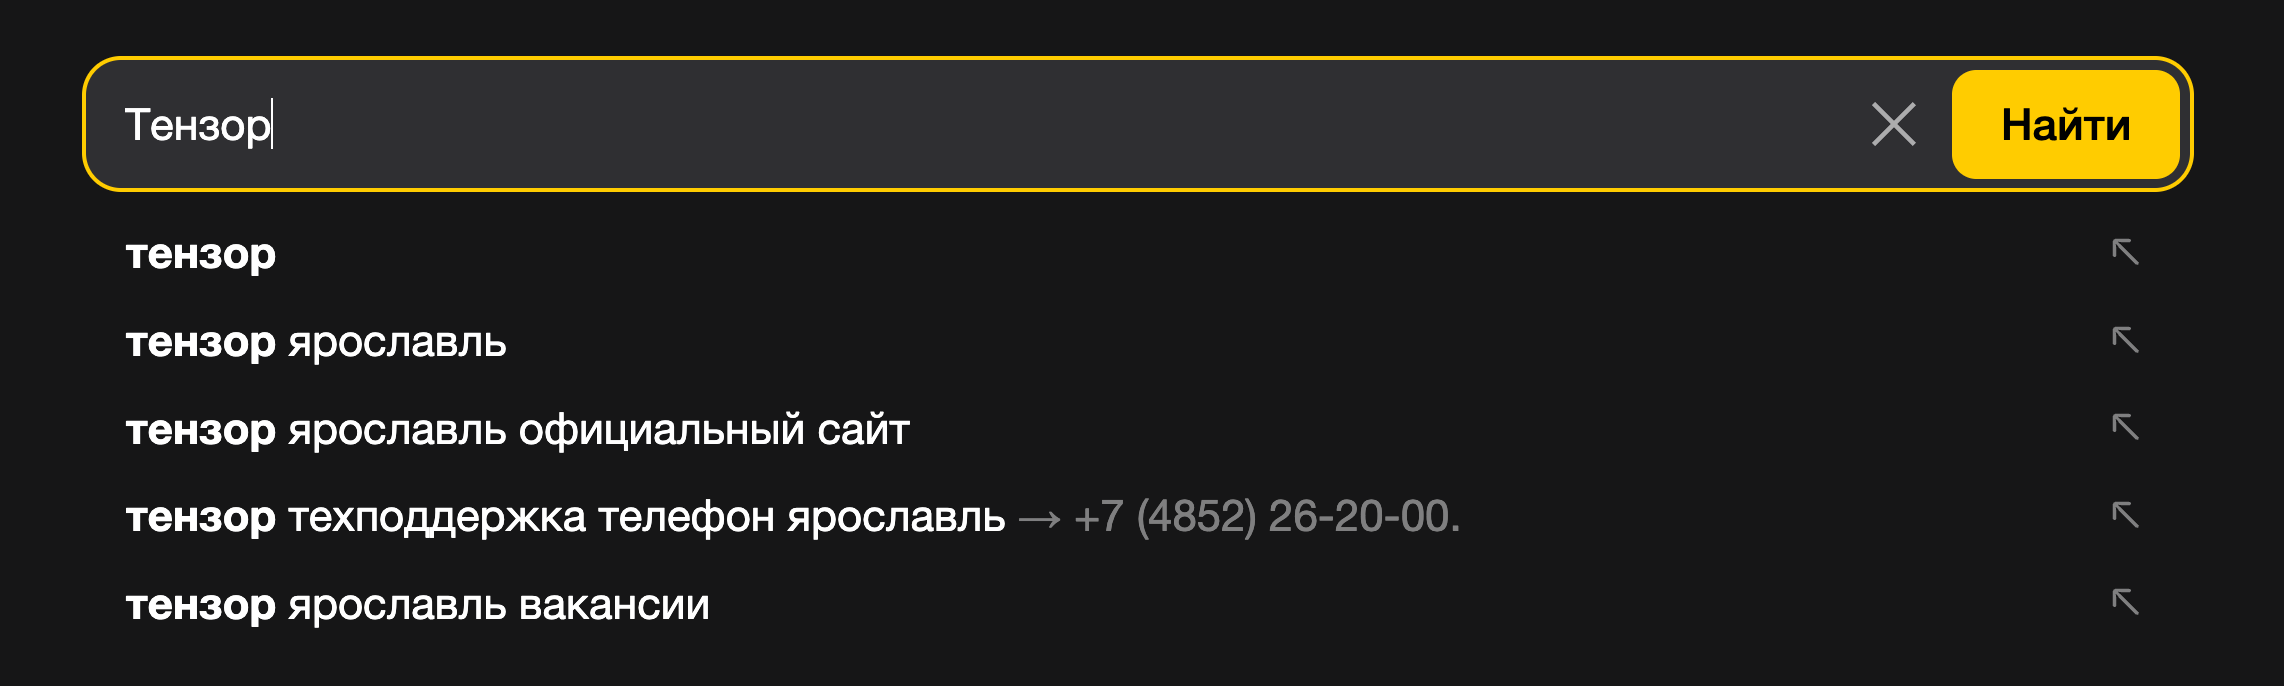 Тензор
Найти
тензор
тензор ярославль
тензор ярославль официальный сайт
тензор техподдержка телефон ярославль → +7 (4852) 26-20-00.
тензор ярославль вакансии